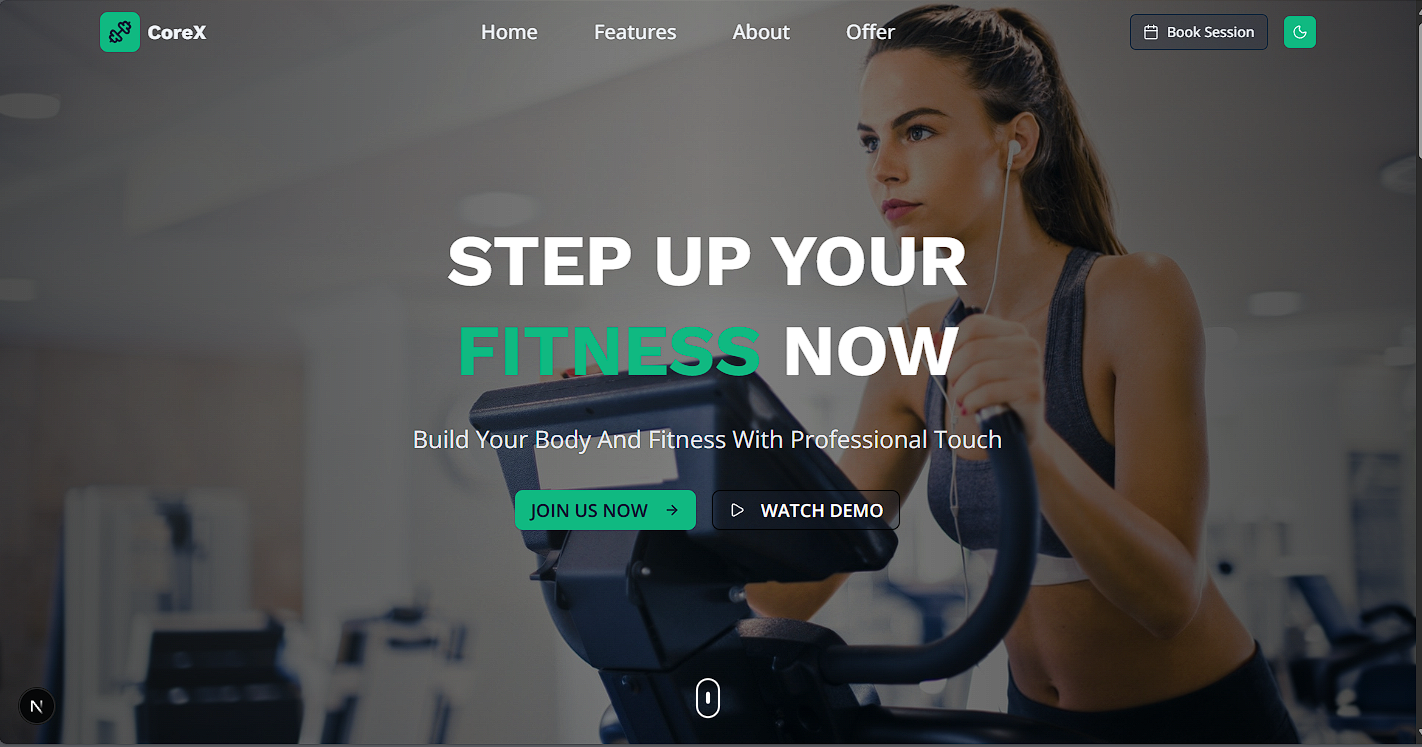 CoreX
Home
Features
About
Offer
Book Session
STEP UP YOUR
FITNESS NOW
Build Your Body And Fitness With Professional Touch
JOIN US NOW
WATCH DEMO
N